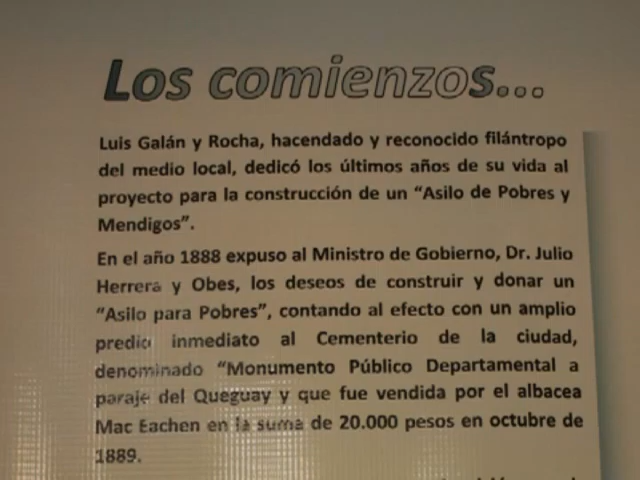 Los comienzos...
Luis Galán y Rocha, hacendado y reconocido filántropo
del medio local, dedicó los últimos años de su vida al
proyecto para la construcción de un “Asilo de Pobres y
Mendigos”.
En el año 1888 expuso al Ministro de Gobierno, Dr. Julio
Herrera y Obes, los deseos de construir y donar un
“Asilo para Pobres”, contando al efecto con un amplio
predio inmediato al Cementerio de la ciudad,
denominado “Monumento Público Departamental a
paraje del Queguay y que fue vendida por el albacea
Mac Eachen en la suma de 20.000 pesos en octubre de
1889.